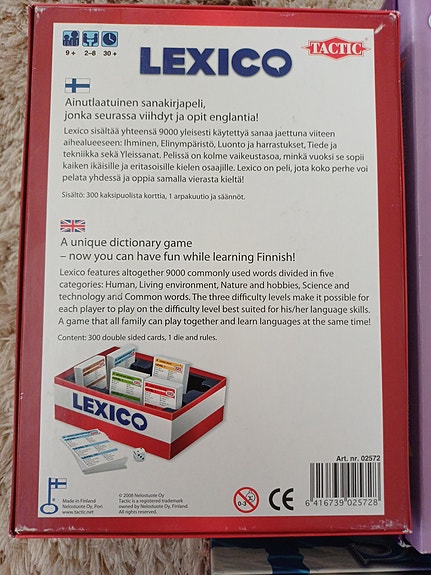 LEXICO
TACTIC
9 + 2–6 30 +
Ainutlaatuinen sanakirjapeli,
jonka seurassa viihdyt ja opit englantia!
Lexico sisältää yhteensä 9000 yleisesti käytettyä sanaa jaettuna viiteen
aihealueeseen: Ihminen, Elinympäristö, Luonto ja harrastukset, Tiede ja
tekniikka sekä Yleissanat. Pelissä on kolme vaikeustasoa, minkä vuoksi se sopii
kaiken ikäisille ja eritasoisille kielen osaajille. Lexico on peli, jota koko perhe voi
pelata yhdessä ja oppia samalla vierasta kieltä!
Sisältö: 300 kaksipuolista korttia, 1 arpakuutio ja säännöt.
A unique dictionary game
– now you can have fun while learning Finnish!
Lexico features altogether 9000 commonly used words divided in five
categories: Human, Living environment, Nature and hobbies, Science and
technology and Common words. The three difficulty levels make it possible for
each player to play on the difficulty level best suited for his/her language skills.
A game that all family can play together and learn languages at the same time!
Content: 300 double sided cards, 1 die and rules.
LEXICO
Art. nr. 02572
Made in Finland
Nelostuote Oy, Pori
www.tactic.net
© 2008 Nelostuote Oy
Tactic is a registered trademark
owned by Nelostuote Oy.
All rights reserved.
0-3
CE
6 416739 025728